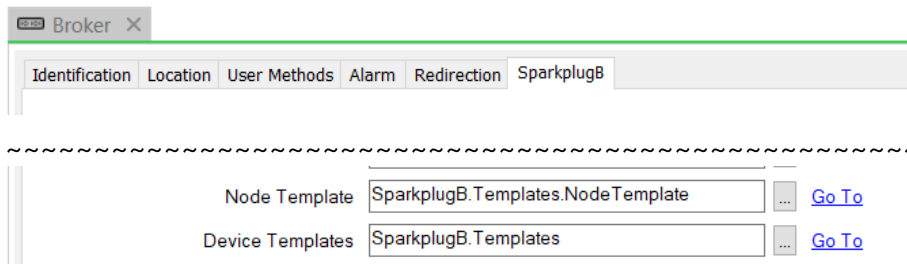 Broker
Identification Location User Methods Alarm Redirection SparkplugB
Node Template SparkplugB.Templates.NodeTemplate ... Go To
Device Templates SparkplugB.Templates ... Go To